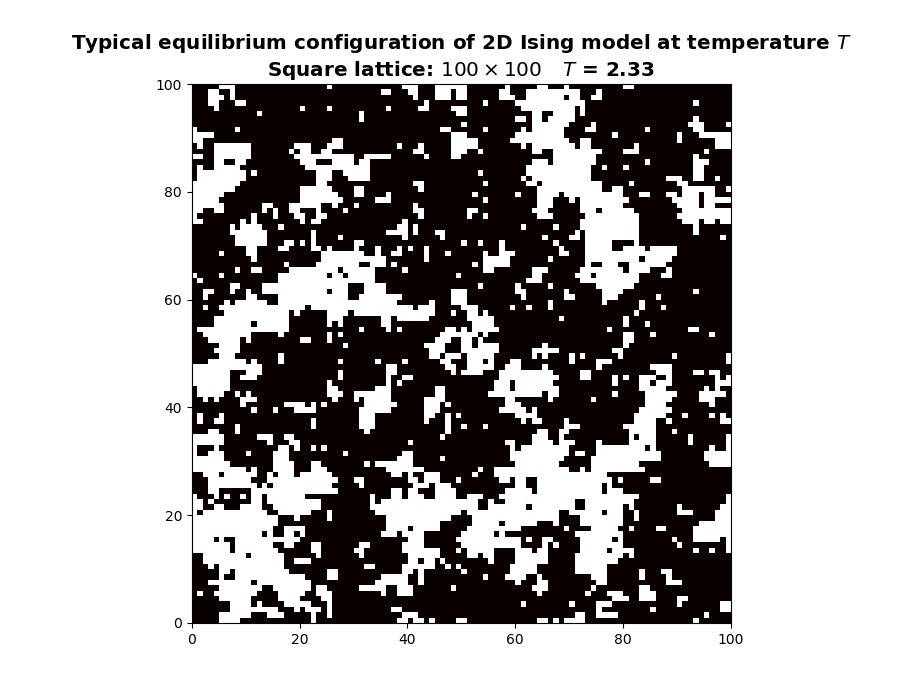 Typical equilibrium configuration of 2D Ising model at temperature T
Square lattice: 100 × 100 T = 2.33
100
80
60
40
20
0
0 20 40 60 80 100